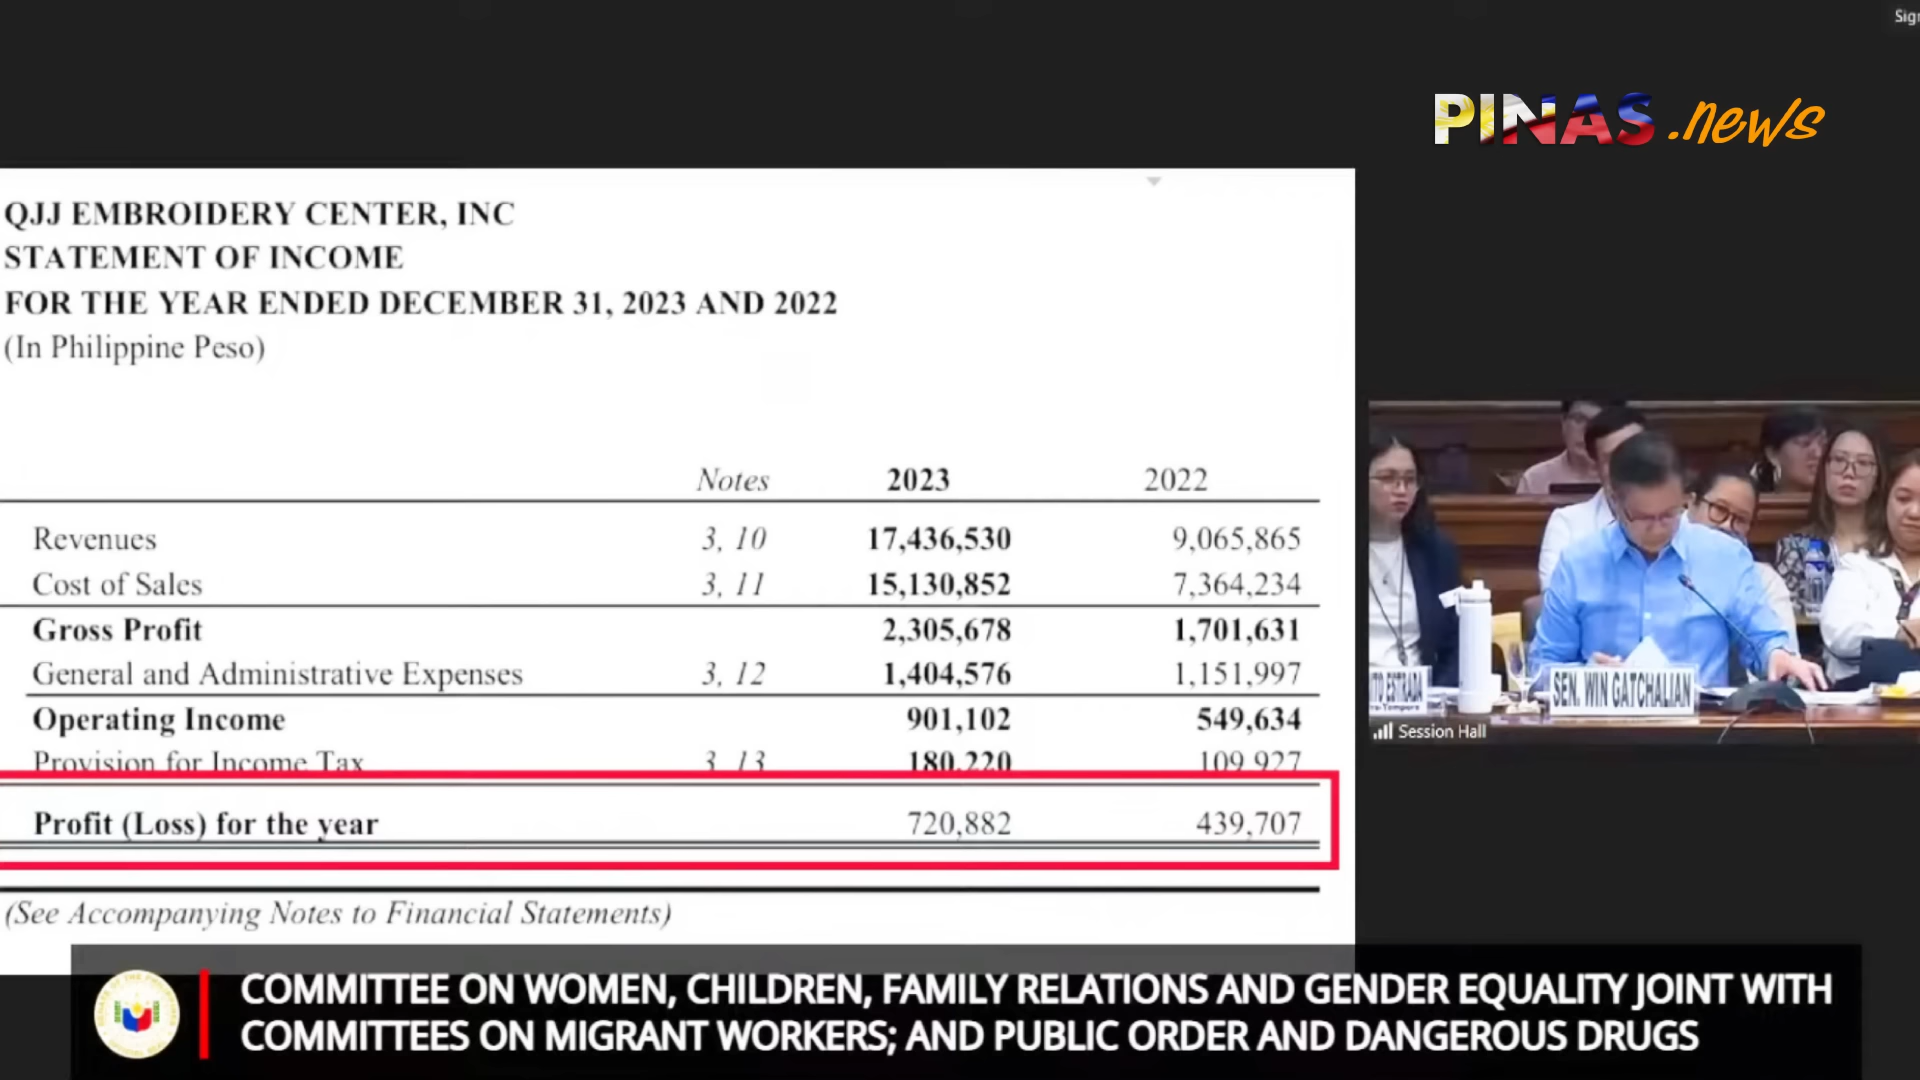 Sig
PINAS.news
QJJ EMBROIDERY CENTER, INC
STATEMENT OF INCOME
FOR THE YEAR ENDED DECEMBER 31, 2023 AND 2022
(In Philippine Peso)
Notes 2023 2022
Revenues 3, 10 17,436,530 9,065,865
Cost of Sales 3, 11 15,130,852 7,364,234
Gross Profit 2,305,678 1,701,631
General and Administrative Expenses 3, 12 1,404,576 1,151,997
Operating Income 901,102 549,634
Provision for Income Tax 3 13 180,220 109,927
Profit (Loss) for the year 720,882 439,707
(See Accompanying Notes to Financial Statements)
TO ESTRADA
SEN. WIN GATCHALIAN
Session Hall
COMMITTEE ON WOMEN, CHILDREN, FAMILY RELATIONS AND GENDER EQUALITY JOINT WITH
COMMITTEES ON MIGRANT WORKERS; AND PUBLIC ORDER AND DANGEROUS DRUGS